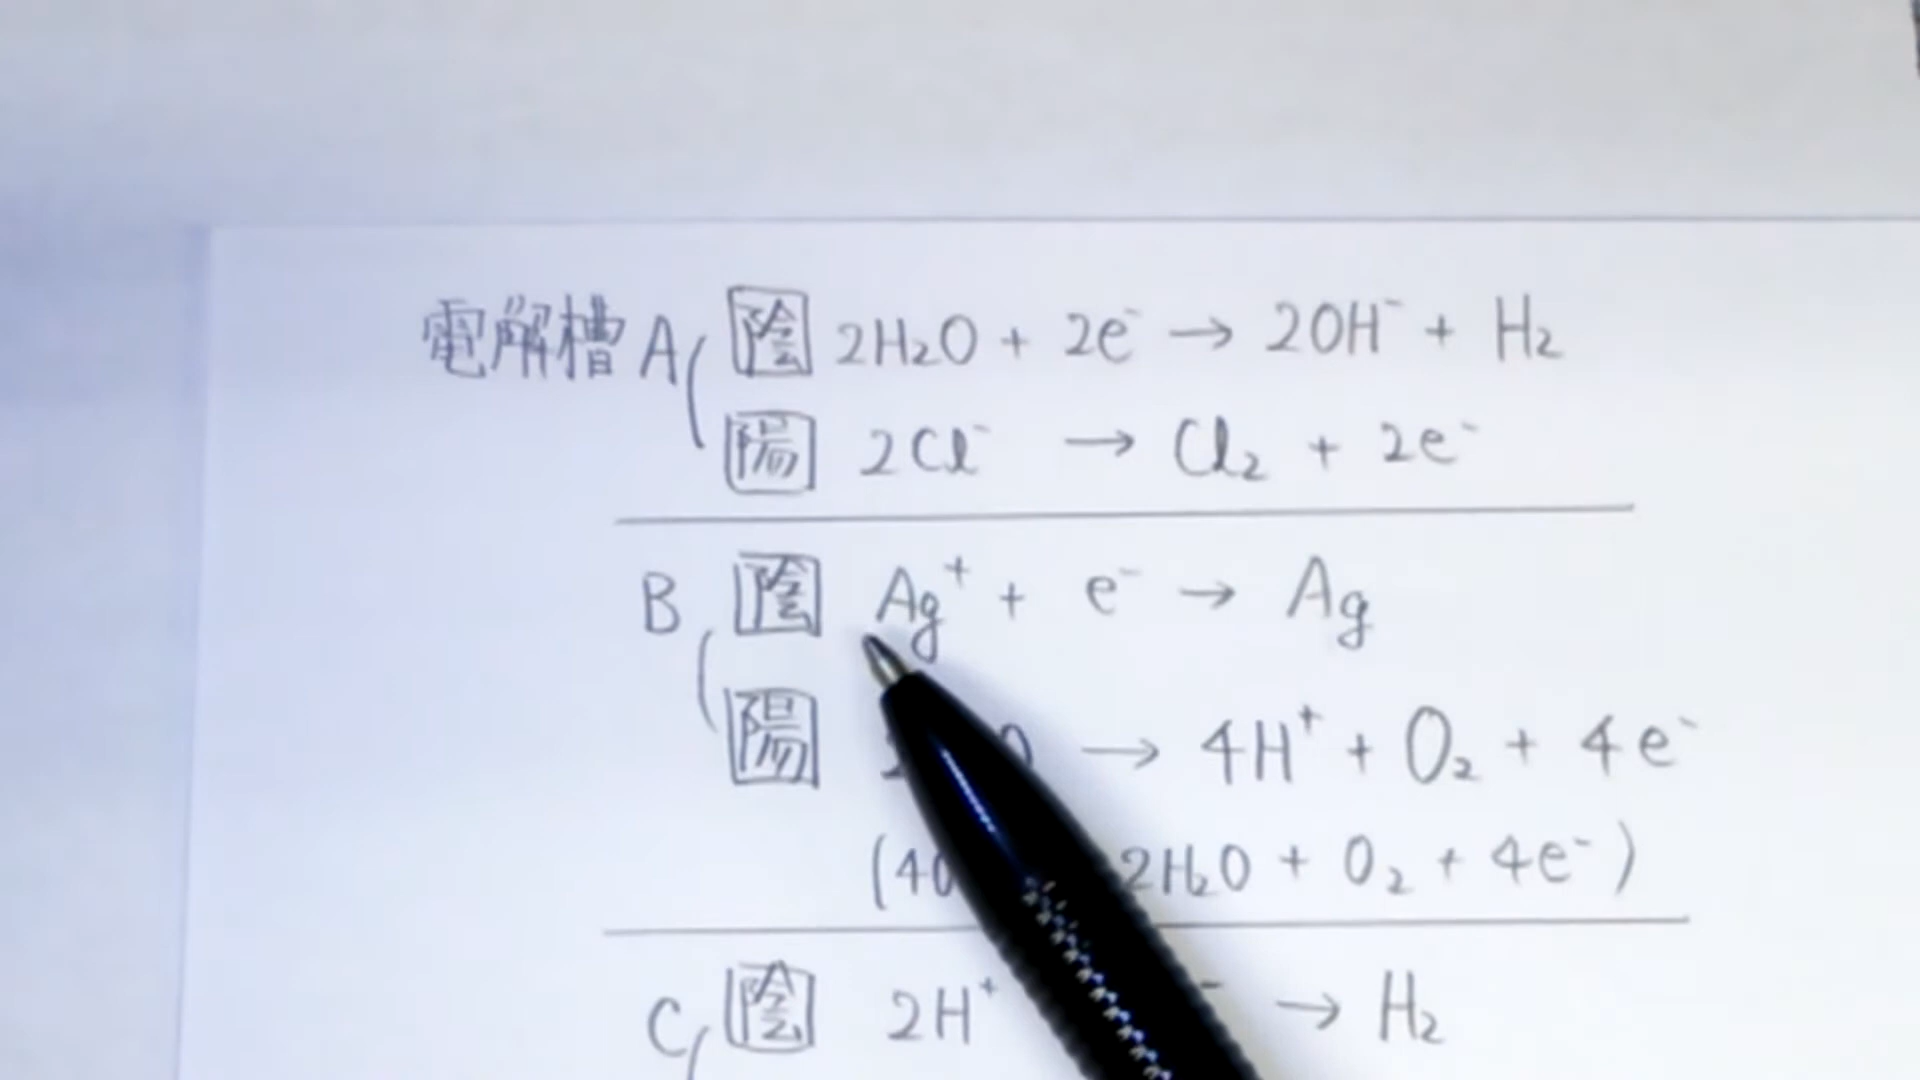 電解槽 A 陰 2H₂O + 2e⁻ → 2OH⁻ + H₂
陽 2Cl⁻ → Cl₂ + 2e⁻
B 陰 Ag⁺ + e⁻ → Ag
陽 → 4H⁺ + O₂ + 4e⁻
(4 2H₂O + O₂ + 4e⁻)
C 陰 2H⁺ → H₂